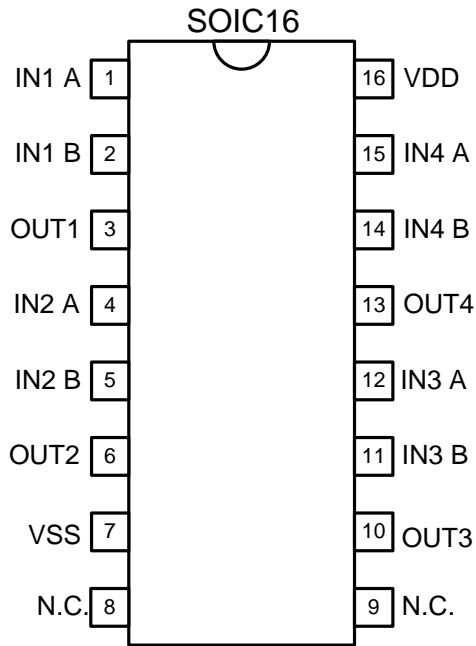 SOIC16
IN1 A 1 16 VDD
IN1 B 2 15 IN4 A
OUT1 3 14 IN4 B
IN2 A 4 13 OUT4
IN2 B 5 12 IN3 A
OUT2 6 11 IN3 B
VSS 7 10 OUT3
N.C. 8 9 N.C.